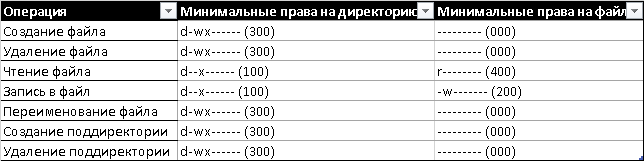 Операция Минимальные права на директорию Минимальные права на файл
Создание файла d-wx------ (300) --------- (000)
Удаление файла d-wx------ (300) --------- (000)
Чтение файла d--x------ (100) r-------- (400)
Запись в файл d--x------ (100) -w------- (200)
Переименование файла d-wx------ (300) --------- (000)
Создание поддиректории d-wx------ (300) --------- (000)
Удаление поддиректории d-wx------ (300) --------- (000)